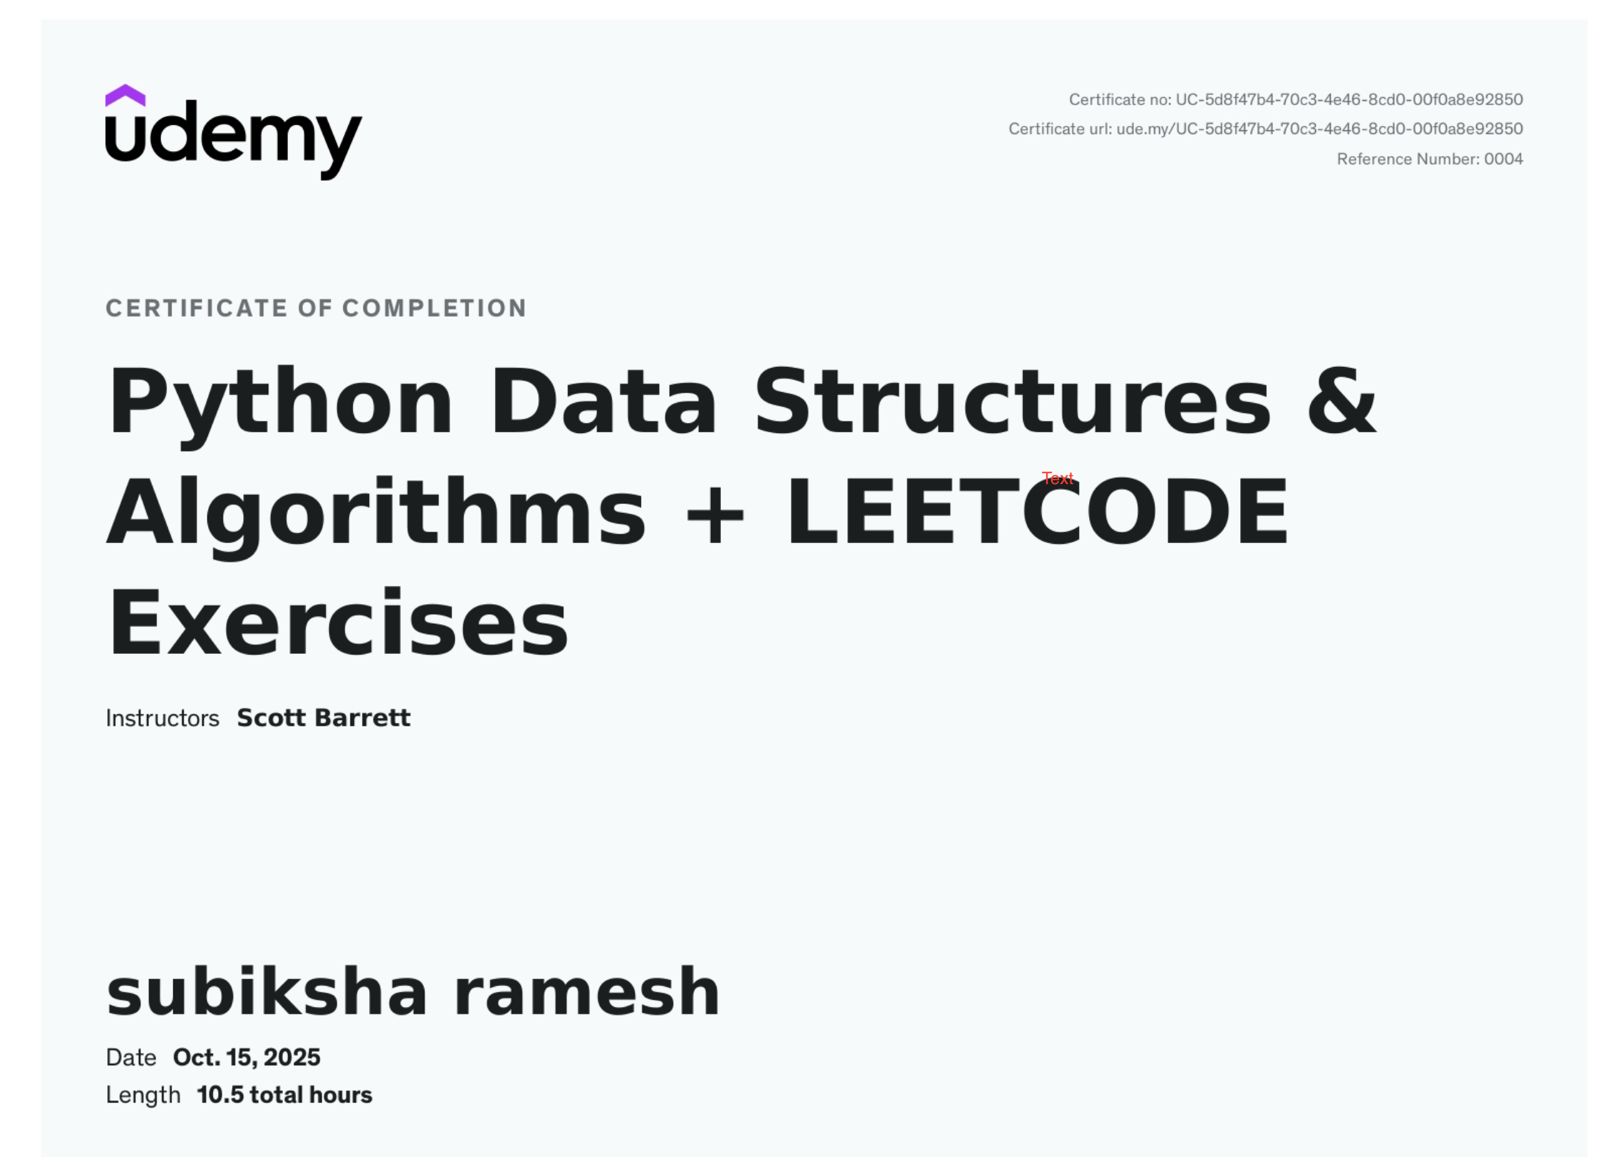 udemy
Certificate no: UC-5d8f47b4-70c3-4e46-8cd0-00f0a8e92850
Certificate url: ude.my/UC-5d8f47b4-70c3-4e46-8cd0-00f0a8e92850
Reference Number: 0004
CERTIFICATE OF COMPLETION
Python Data Structures &
Text
Algorithms + LEETCODE
Exercises
Instructors Scott Barrett
subiksha ramesh
Date Oct. 15, 2025
Length 10.5 total hours